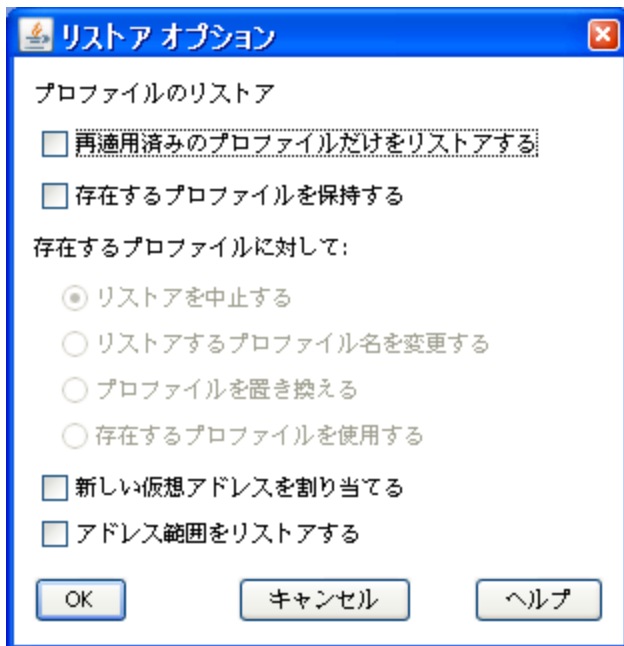 リストア オプション
プロファイルのリストア
再適用済みのプロファイルだけをリストアする
存在するプロファイルを保持する
存在するプロファイルに対して:
リストアを中止する
リストアするプロファイル名を変更する
プロファイルを置き換える
存在するプロファイルを使用する
新しい仮想アドレスを割り当てる
アドレス範囲をリストアする
OK キャンセル ヘルプ